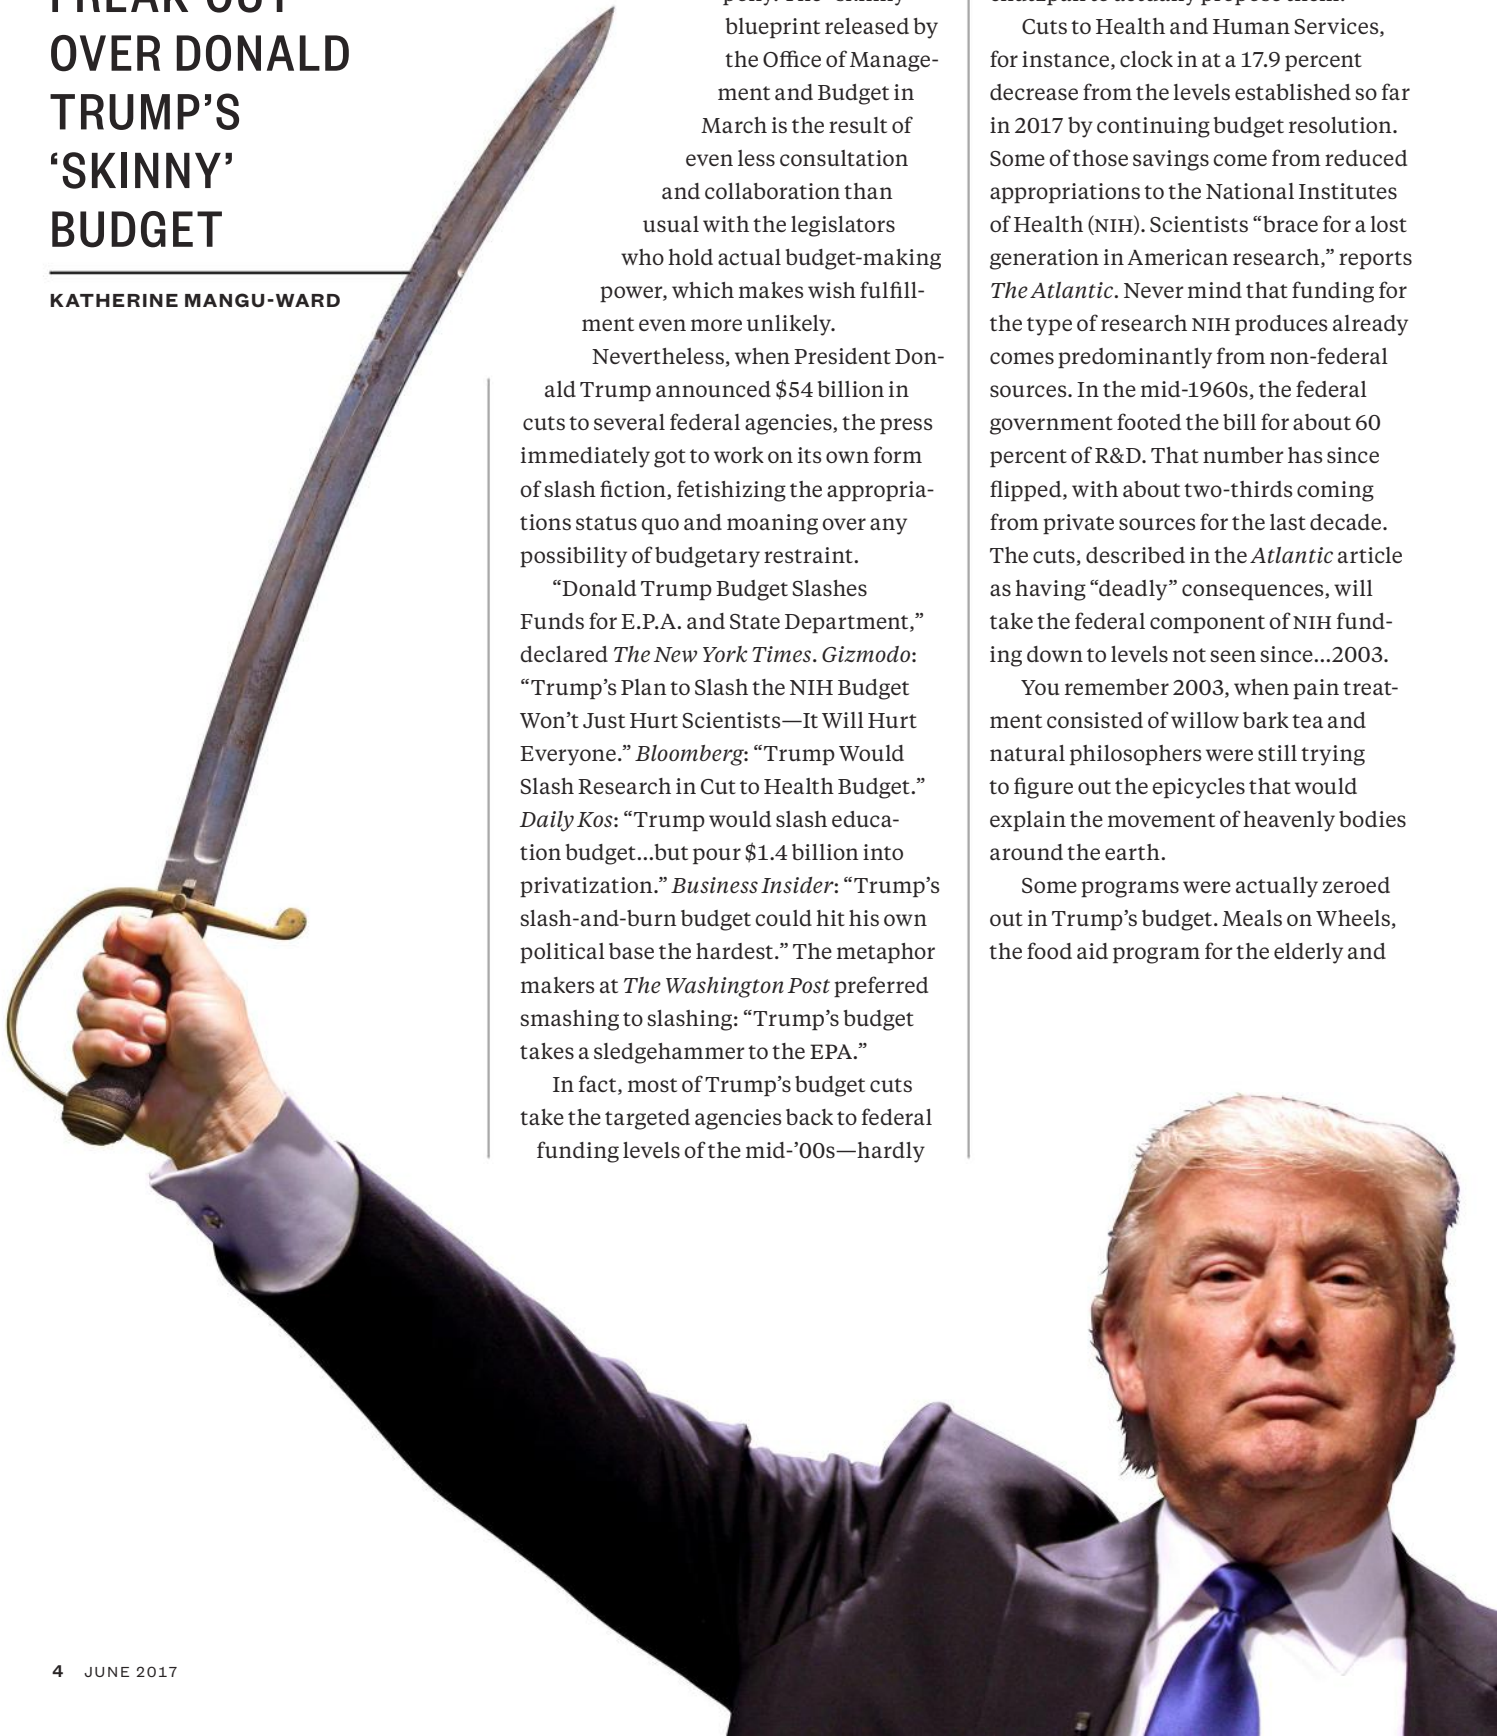 OVER DONALD
TRUMP’S
‘SKINNY’
BUDGET
KATHERINE MANGU-WARD
blueprint released by
the Office of Manage-
ment and Budget in
March is the result of
even less consultation
and collaboration than
usual with the legislators
who hold actual budget-making
power, which makes wish fulfill-
ment even more unlikely.
Nevertheless, when President Don-
ald Trump announced $54 billion in
cuts to several federal agencies, the press
immediately got to work on its own form
of slash fiction, fetishizing the appropria-
tions status quo and moaning over any
possibility of budgetary restraint.
“Donald Trump Budget Slashes
Funds for E.P.A. and State Department,”
declared The New York Times. Gizmodo:
“Trump’s Plan to Slash the NIH Budget
Won’t Just Hurt Scientists—It Will Hurt
Everyone.” Bloomberg: “Trump Would
Slash Research in Cut to Health Budget.”
Daily Kos: “Trump would slash educa-
tion budget...but pour $1.4 billion into
privatization.” Business Insider: “Trump’s
slash-and-burn budget could hit his own
political base the hardest.” The metaphor
makers at The Washington Post preferred
smashing to slashing: “Trump’s budget
takes a sledgehammer to the EPA.”
In fact, most of Trump’s budget cuts
take the targeted agencies back to federal
funding levels of the mid-’00s—hardly
Cuts to Health and Human Services,
for instance, clock in at a 17.9 percent
decrease from the levels established so far
in 2017 by continuing budget resolution.
Some of those savings come from reduced
appropriations to the National Institutes
of Health (NIH). Scientists “brace for a lost
generation in American research,” reports
The Atlantic. Never mind that funding for
the type of research NIH produces already
comes predominantly from non-federal
sources. In the mid-1960s, the federal
government footed the bill for about 60
percent of R&D. That number has since
flipped, with about two-thirds coming
from private sources for the last decade.
The cuts, described in the Atlantic article
as having “deadly” consequences, will
take the federal component of NIH fund-
ing down to levels not seen since...2003.
You remember 2003, when pain treat-
ment consisted of willow bark tea and
natural philosophers were still trying
to figure out the epicycles that would
explain the movement of heavenly bodies
around the earth.
Some programs were actually zeroed
out in Trump’s budget. Meals on Wheels,
the food aid program for the elderly and
4 JUNE 2017